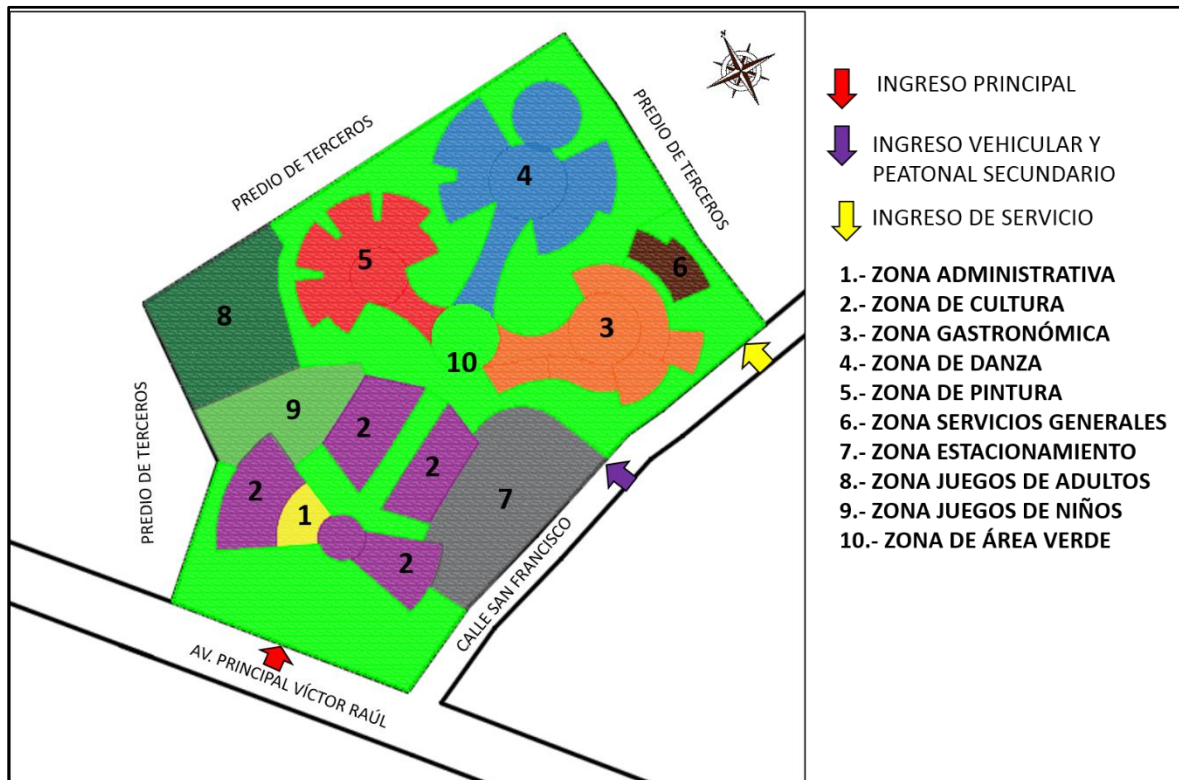 PREDIO DE TERCEROS
PREDIO DE TERCEROS
4
5
6
8
3
10
9
2
2
2
1
7
2
PREDIO DE TERCEROS
CALLE SAN FRANCISCO
AV. PRINCIPAL VÍCTOR RAÚL
INGRESO PRINCIPAL
INGRESO VEHICULAR Y
PEATONAL SECUNDARIO
INGRESO DE SERVICIO
1.- ZONA ADMINISTRATIVA
2.- ZONA DE CULTURA
3.- ZONA GASTRONÓMICA
4.- ZONA DE DANZA
5.- ZONA DE PINTURA
6.- ZONA SERVICIOS GENERALES
7.- ZONA ESTACIONAMIENTO
8.- ZONA JUEGOS DE ADULTOS
9.- ZONA JUEGOS DE NIÑOS
10.- ZONA DE ÁREA VERDE